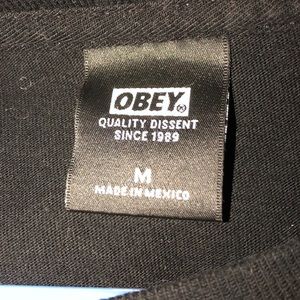 OBEY®
QUALITY DISSENT
SINCE 1989
M
MADE IN MEXICO